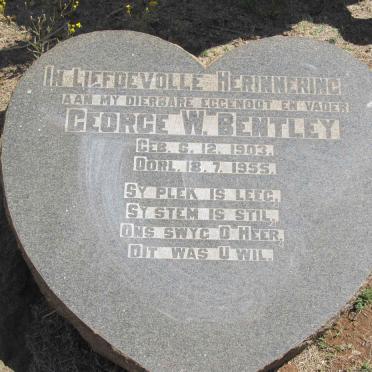 IN LIEFDEVOLLE HERINNERING
AAN MY DIERBARE EGGENOOT EN VADER
GEORGE W. BENTLEY
GEB. 6. 12. 1903.
OORL. 18. 7. 1955.
SY PLEK IS LEEG,
SY STEM IS STIL,
ONS SWYG O HEER,
DIT WAS U WIL.